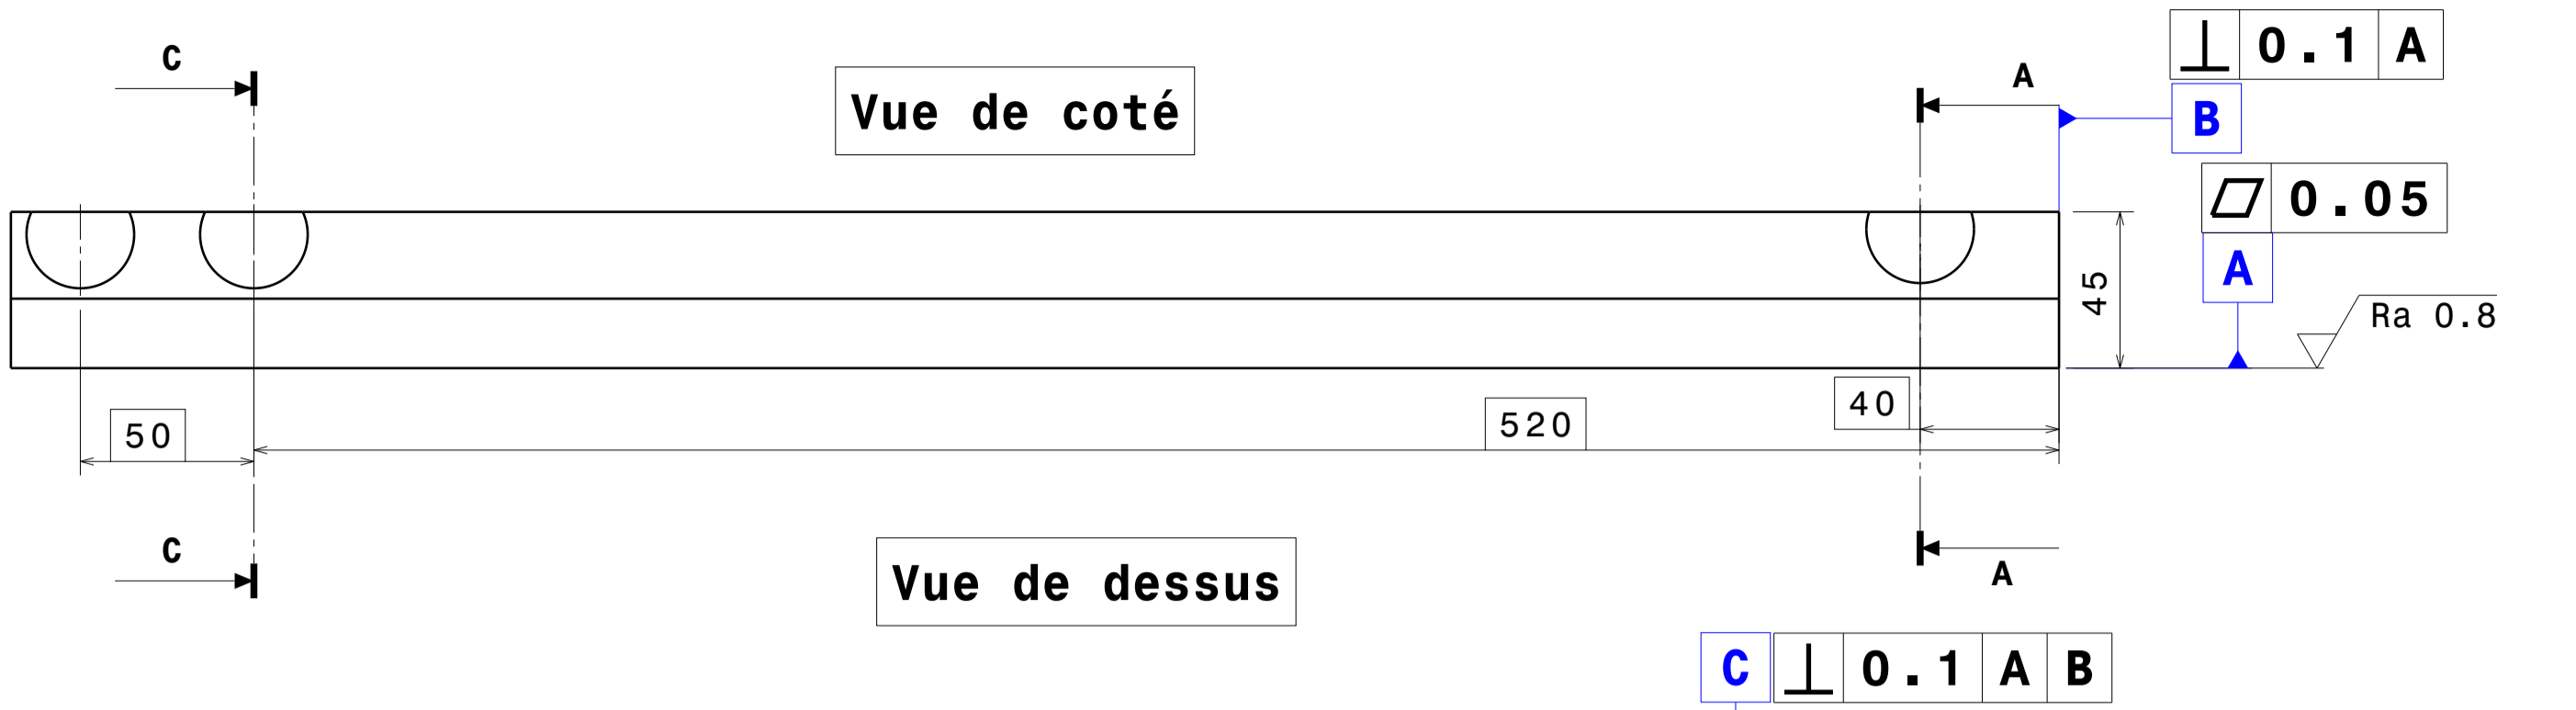 C
Vue de coté
A
⊥ 0.1 A
B
⏥ 0.05
A
45
Ra 0.8
50
520
40
C
Vue de dessus
A
C ⊥ 0.1 A B